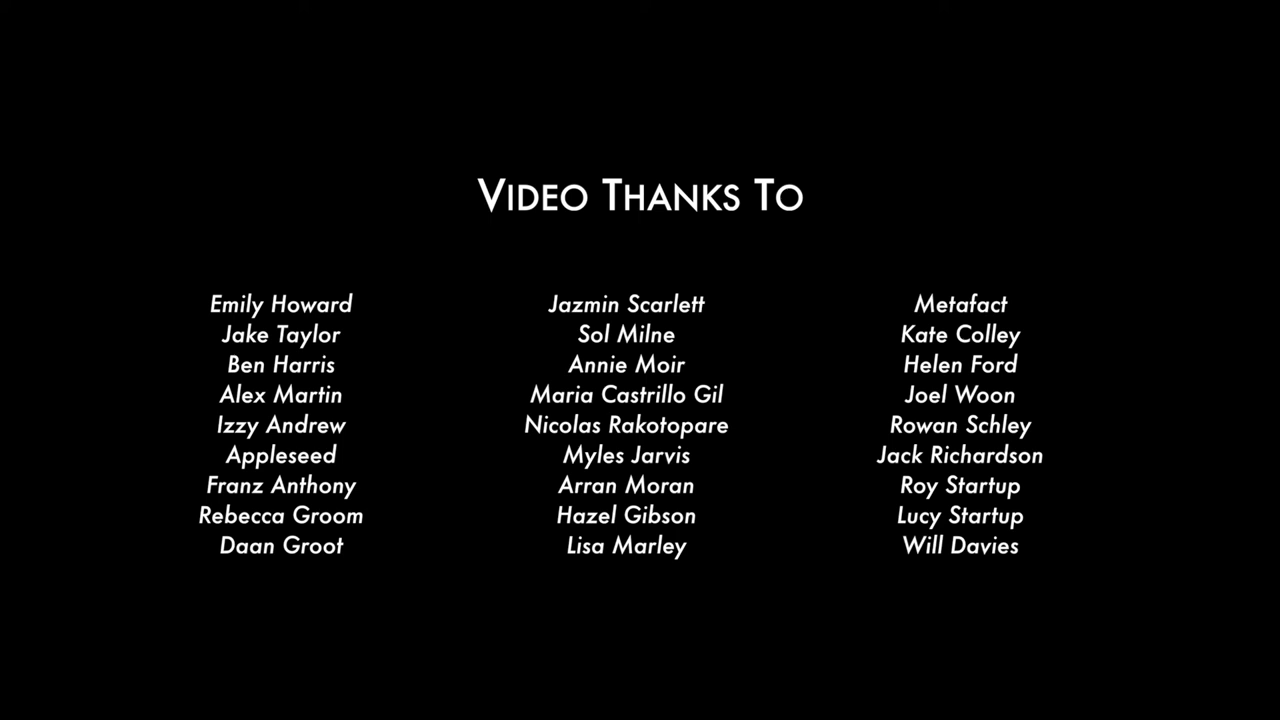 VIDEO THANKS TO
Emily Howard
Jake Taylor
Ben Harris
Alex Martin
Izzy Andrew
Appleseed
Franz Anthony
Rebecca Groom
Daan Groot
Jazmin Scarlett
Sol Milne
Annie Moir
Maria Castrillo Gil
Nicolas Rakotopare
Myles Jarvis
Arran Moran
Hazel Gibson
Lisa Marley
Metafact
Kate Colley
Helen Ford
Joel Woon
Rowan Schley
Jack Richardson
Roy Startup
Lucy Startup
Will Davies